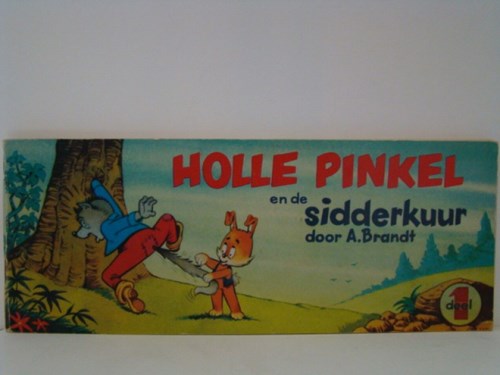 HOLLE PINKEL
en de
sidderkuur
door A.Brandt
1
deel